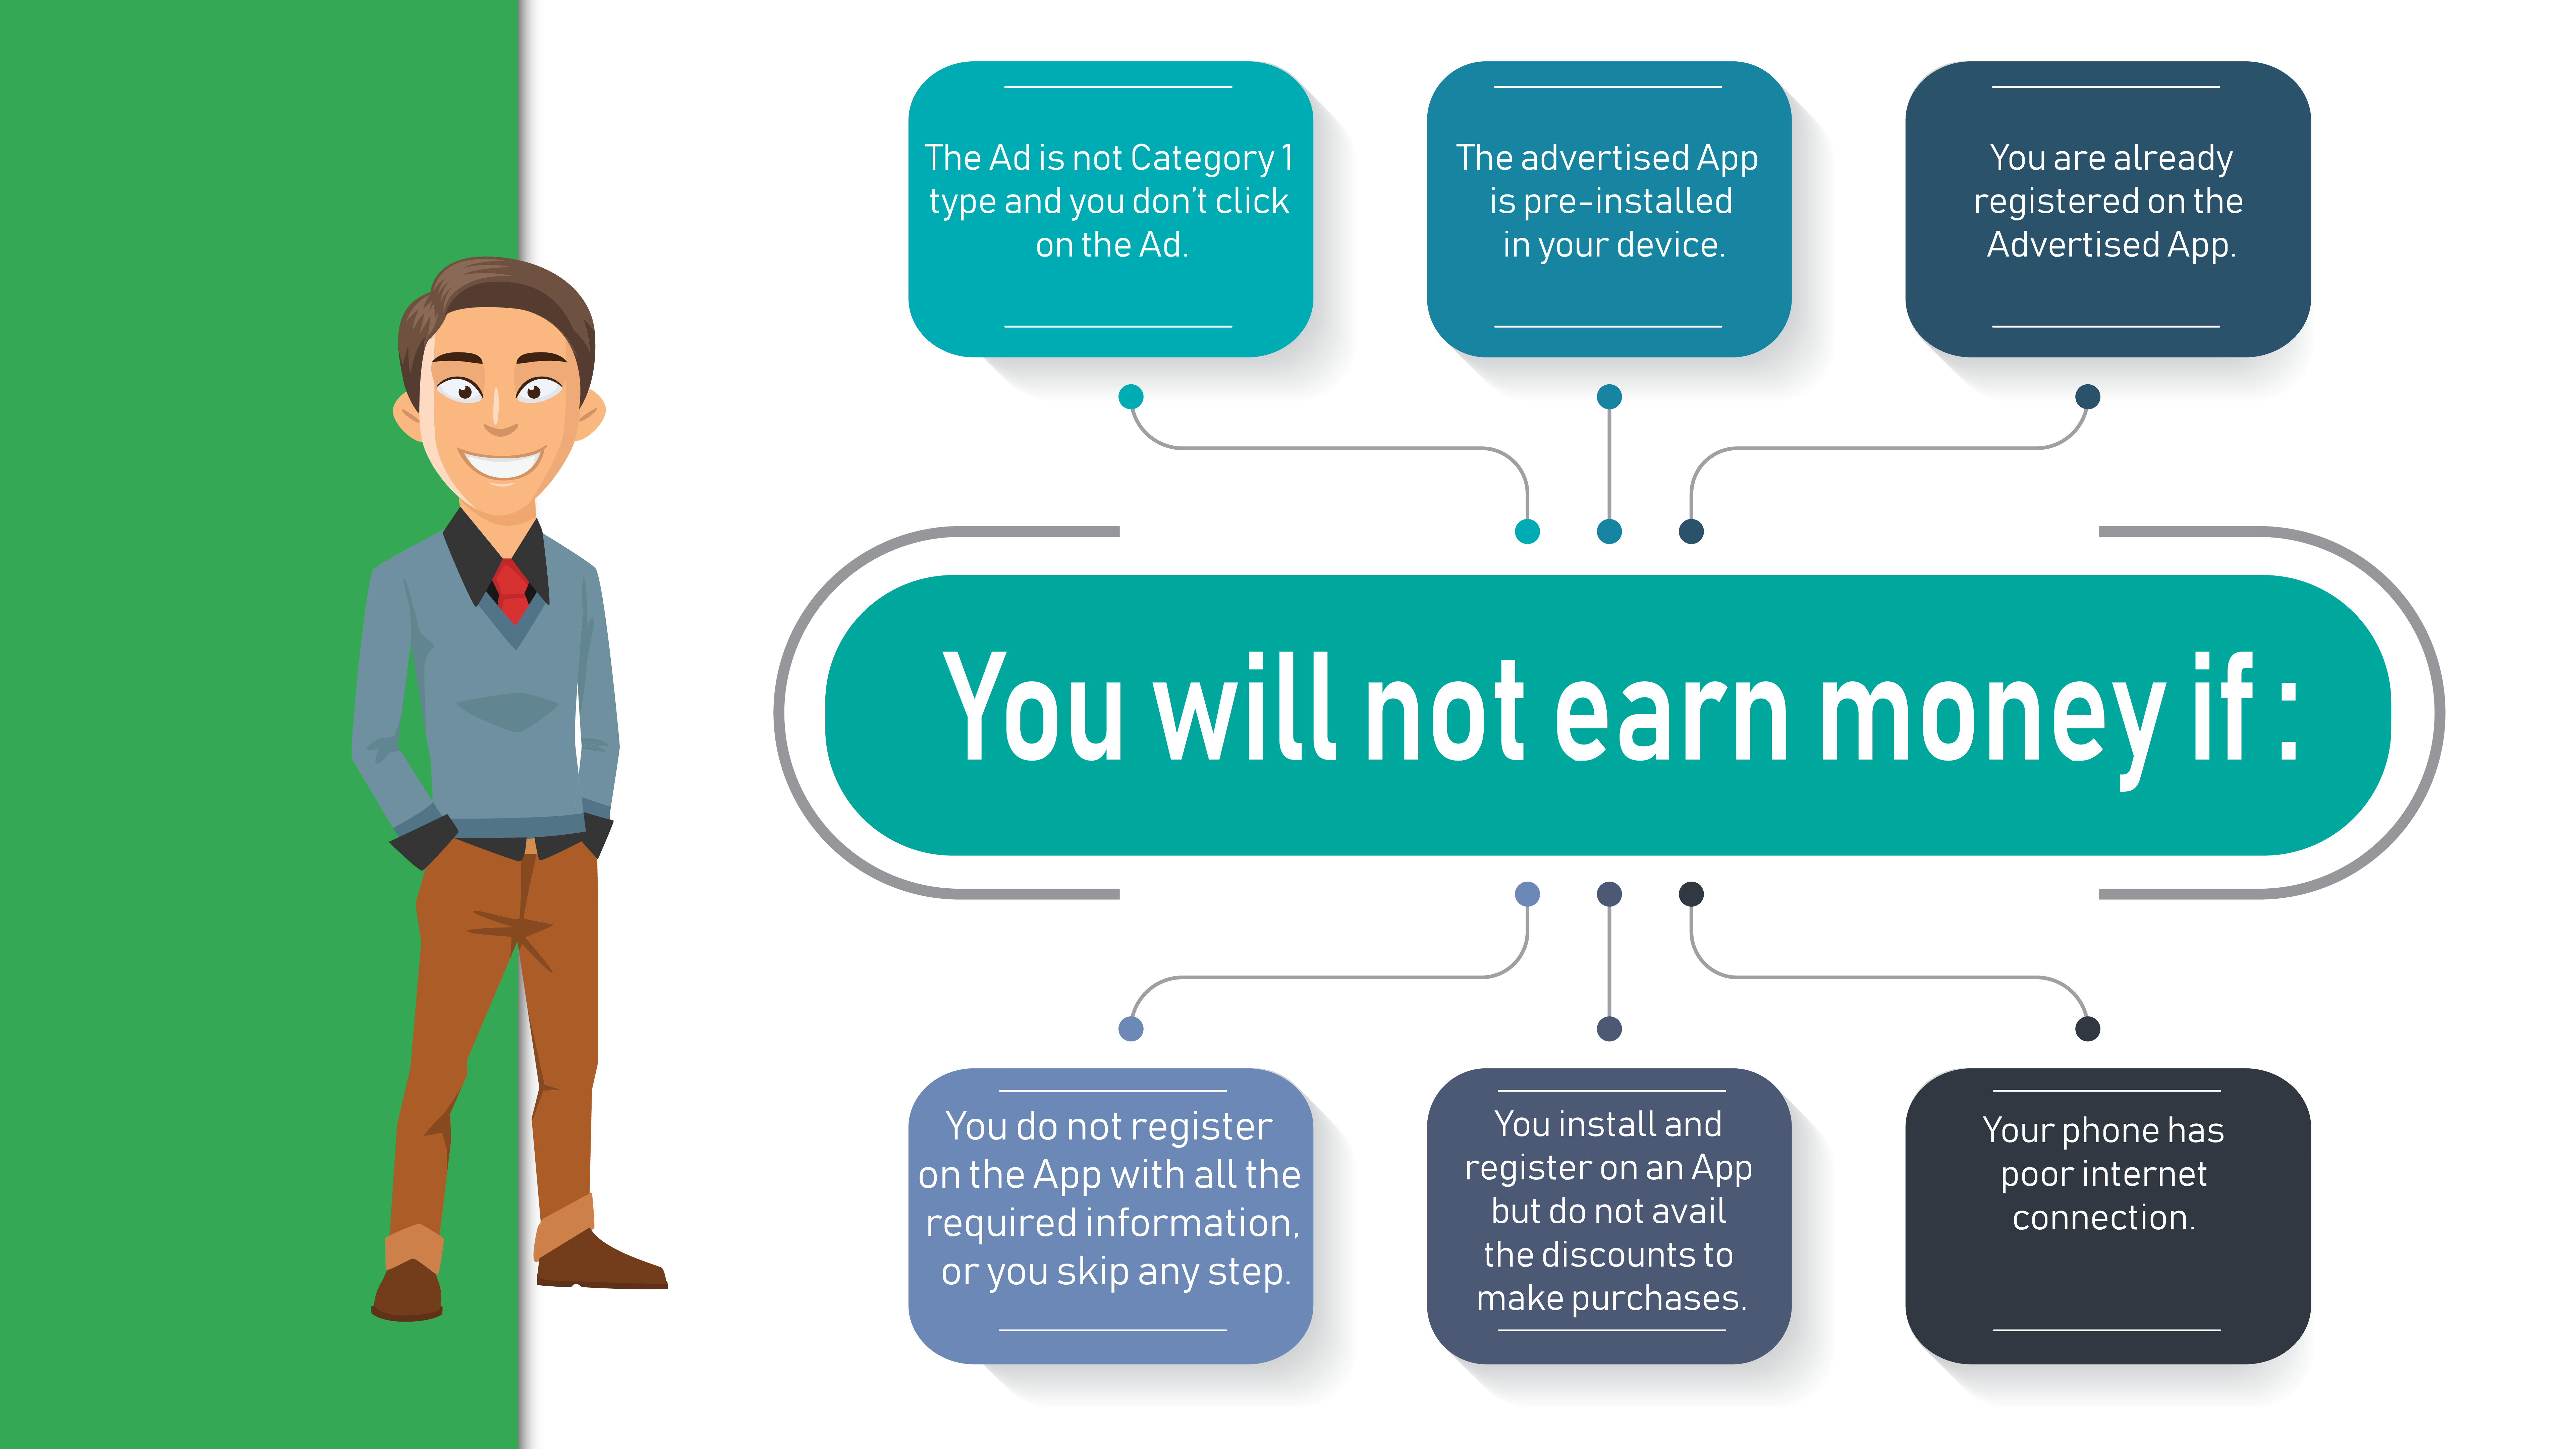 The Ad is not Category 1
type and you don't click
on the Ad.
The advertised App
is pre-installed
in your device.
You are already
registered on the
Advertised App.
You will not earn money if :
You do not register
on the App with all the
required information,
or you skip any step.
You install and
register on an App
but do not avail
the discounts to
make purchases.
Your phone has
poor internet
connection.